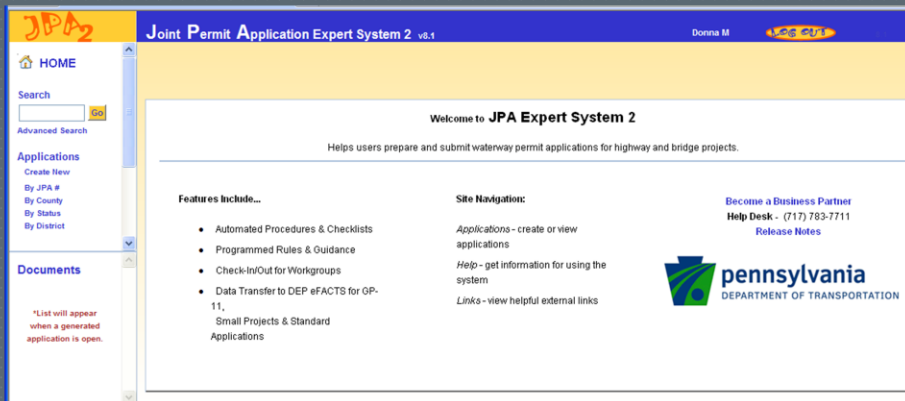 JPA2
Joint Permit Application Expert System 2 v8.1
Donna M
LOG OUT
HOME
Search
Go
Advanced Search
Applications
Create New
By JPA #
By County
By Status
By District
Documents
*List will appear
when a generated
application is open.
Welcome to JPA Expert System 2
Helps users prepare and submit waterway permit applications for highway and bridge projects.
Features Include...
• Automated Procedures & Checklists
• Programmed Rules & Guidance
• Check-In/Out for Workgroups
• Data Transfer to DEP eFACTS for GP-
11,
Small Projects & Standard
Applications
Site Navigation:
Applications - create or view
applications
Help - get information for using the
system
Links - view helpful external links
Become a Business Partner
Help Desk - (717) 783-7711
Release Notes
pennsylvania
DEPARTMENT OF TRANSPORTATION